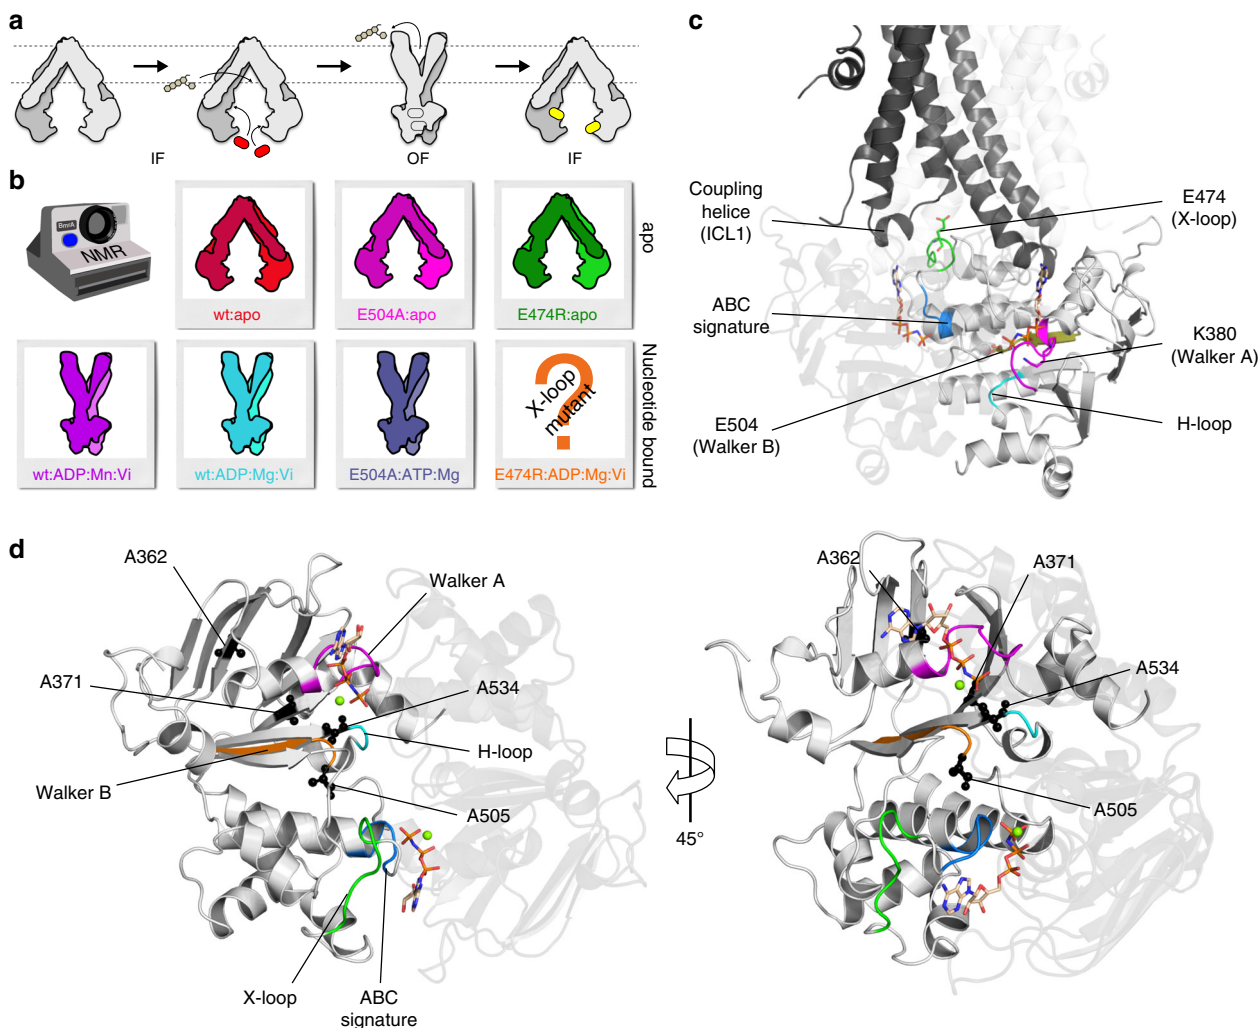 a
IF
OF
IF
b
BmrA
NMR
wt:apo
E504A:apo
E474R:apo
apo
wt:ADP:Mn:Vi
wt:ADP:Mg:Vi
E504A:ATP:Mg
?
X-loop
mutant
E474R:ADP:Mg:Vi
Nucleotide bound
c
Coupling
helice
(ICL1)
E474
(X-loop)
ABC
signature
K380
(Walker A)
E504
(Walker B)
H-loop
d
A362
Walker A
A371
A534
H-loop
Walker B
A505
X-loop
ABC
signature
45°
A362
A371
A534
A505